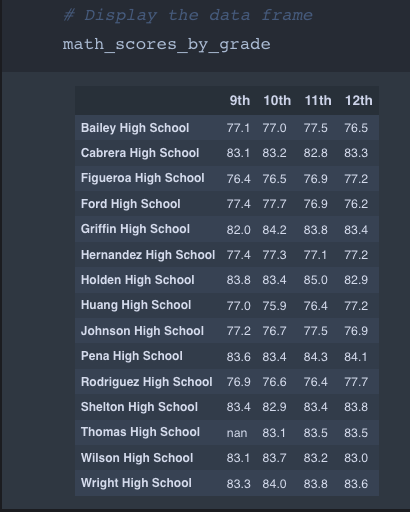 # Display the data frame
math_scores_by_grade
9th 10th 11th 12th
Bailey High School 77.1 77.0 77.5 76.5
Cabrera High School 83.1 83.2 82.8 83.3
Figueroa High School 76.4 76.5 76.9 77.2
Ford High School 77.4 77.7 76.9 76.2
Griffin High School 82.0 84.2 83.8 83.4
Hernandez High School 77.4 77.3 77.1 77.2
Holden High School 83.8 83.4 85.0 82.9
Huang High School 77.0 75.9 76.4 77.2
Johnson High School 77.2 76.7 77.5 76.9
Pena High School 83.6 83.4 84.3 84.1
Rodriguez High School 76.9 76.6 76.4 77.7
Shelton High School 83.4 82.9 83.4 83.8
Thomas High School nan 83.1 83.5 83.5
Wilson High School 83.1 83.7 83.2 83.0
Wright High School 83.3 84.0 83.8 83.6